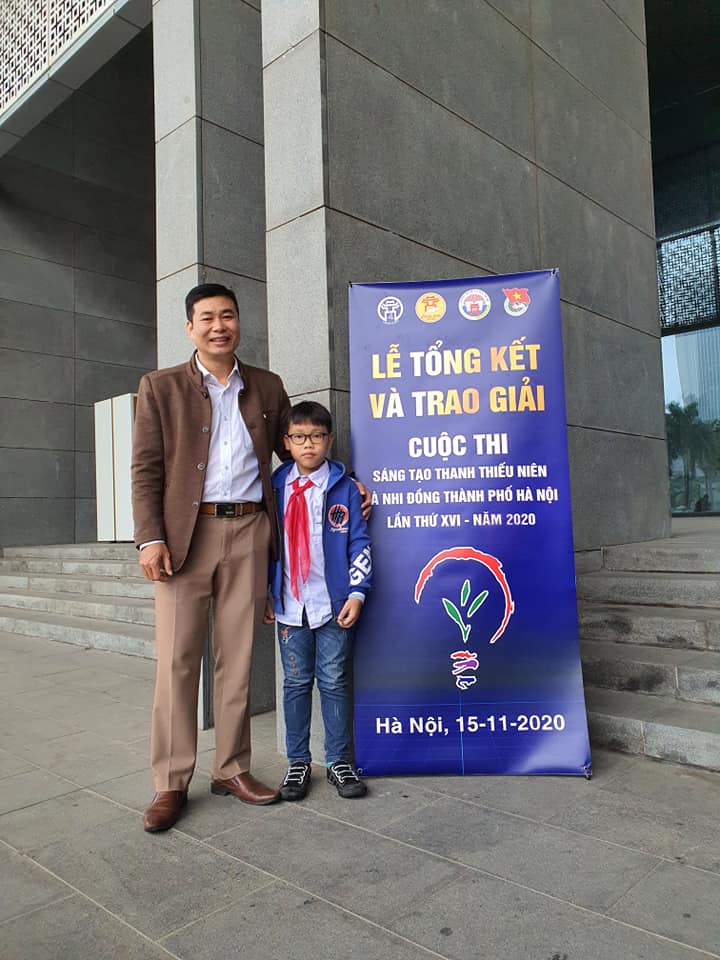 LỄ TỔNG KẾT
VÀ TRAO GIẢI
CUỘC THI
SÁNG TẠO THANH THIẾU NIÊN
À NHI ĐỒNG THÀNH PHỐ HÀ NỘI
LẦN THỨ XVI - NĂM 2020
Hà Nội, 15-11-2020
GEN